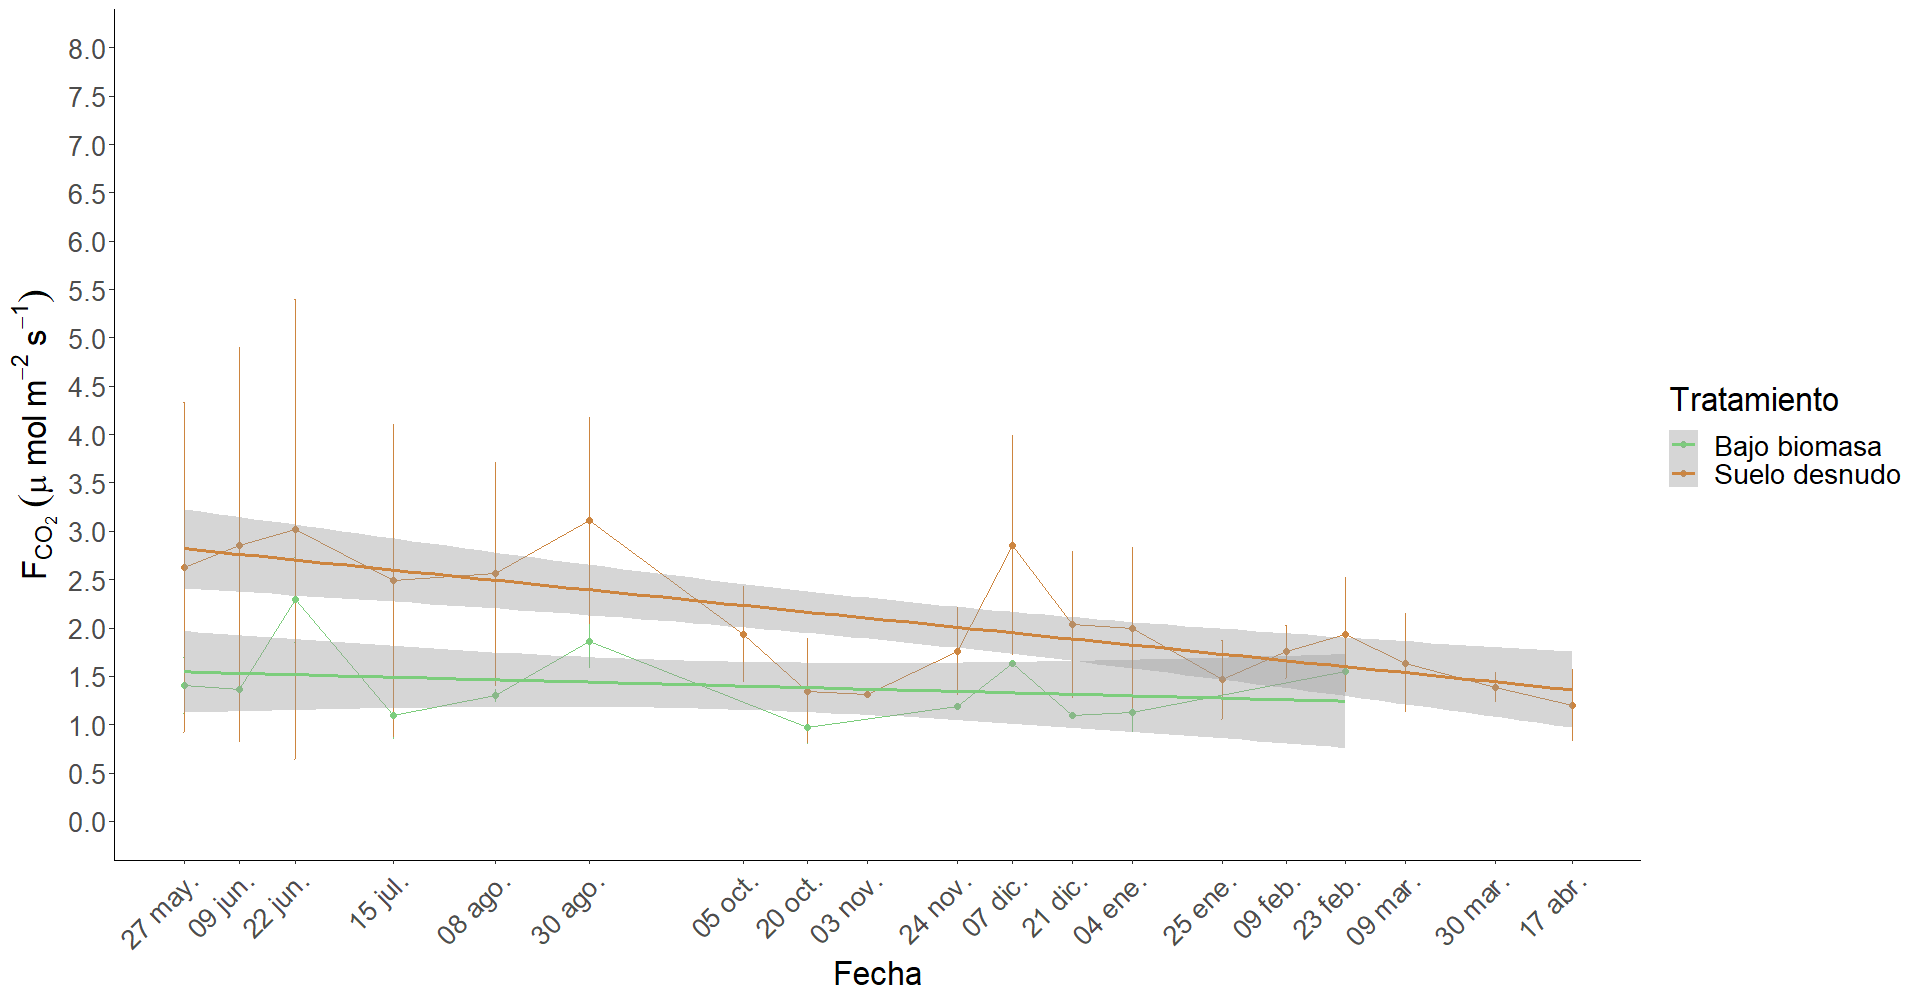 8.0
7.5
7.0
6.5
6.0
5.5
5.0
4.5
4.0
3.5
3.0
2.5
2.0
1.5
1.0
0.5
0.0
F_CO₂ (μ mol m⁻² s⁻¹)
27 may.
09 jun.
22 jun.
15 jul.
08 ago.
30 ago.
05 oct.
20 oct.
03 nov.
24 nov.
07 dic.
21 dic.
04 ene.
25 ene.
09 feb.
23 feb.
09 mar.
30 mar.
17 abr.
Fecha
Tratamiento
Bajo biomasa
Suelo desnudo